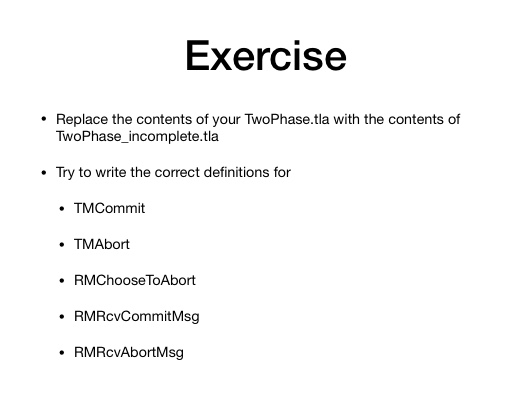 Exercise
• Replace the contents of your TwoPhase.tla with the contents of
TwoPhase_incomplete.tla
• Try to write the correct definitions for
• TMCommit
• TMAbort
• RMChooseToAbort
• RMRcvCommitMsg
• RMRcvAbortMsg